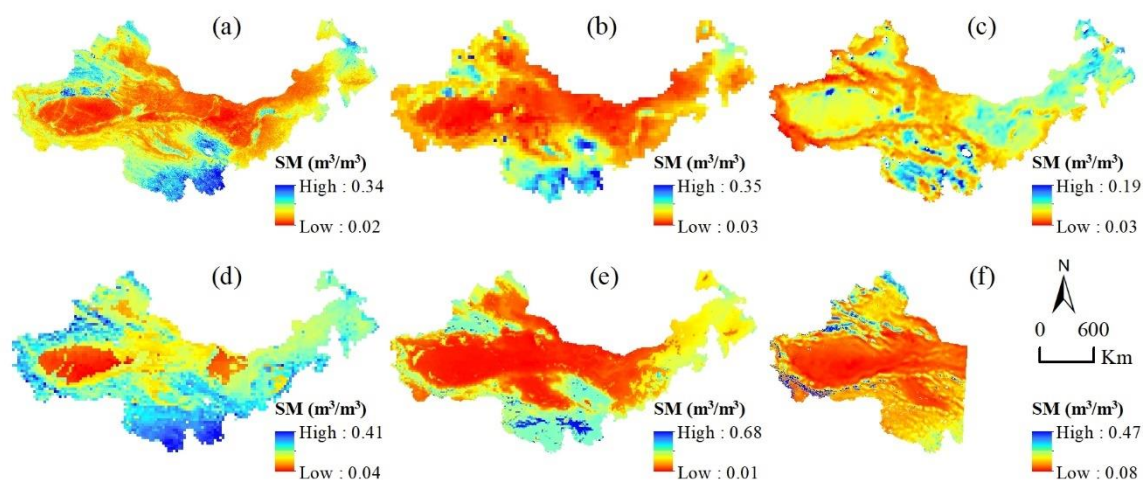 (a)
(b)
(c)
SM (m³/m³)
High : 0.34
Low : 0.02
SM (m³/m³)
High : 0.35
Low : 0.03
SM (m³/m³)
High : 0.19
Low : 0.03
(d)
(e)
(f)
N
0 600
Km
SM (m³/m³)
High : 0.41
Low : 0.04
SM (m³/m³)
High : 0.68
Low : 0.01
SM (m³/m³)
High : 0.47
Low : 0.08